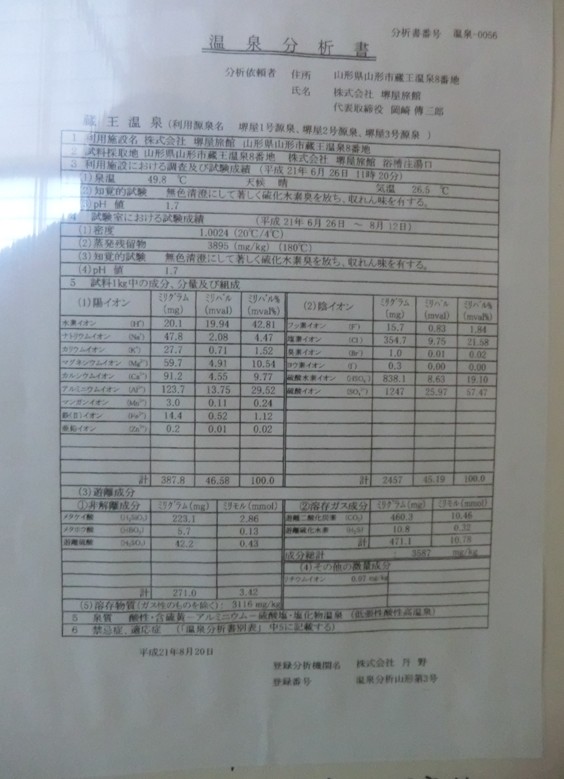 分析書番号 温泉-0066
温泉分析書
分析依頼者 住所 山形県山形市蔵王温泉8番地
氏名 株式会社 堺屋旅館
代表取締役 岡崎 傳三郎
蔵王温泉(利用源泉名 堺屋1号源泉、堺屋2号源泉、堺屋3号源泉 )
1 利用施設名 株式会社 堺屋旅館 山形県山形市蔵王温泉8番地
2 試料採取地 山形県山形市蔵王温泉8番地 株式会社 堺屋旅館 浴槽注湯口
3 利用施設における調査及び試験成績 (平成21年6月26日 11時20分)
(1)泉温 49.8 ℃ 天候 晴 気温 26.5 ℃
(2)知覚的試験 無色清澄にして著しく硫化水素臭を放ち、収れん味を有する。
(3)pH 値 1.7
4 試験室における試験成績 (平成21年6月26日 ~ 8月12日)
(1)密度 1.0024 (20℃/4℃)
(2)蒸発残留物 3895 (mg/kg) (180℃)
(3)知覚的試験 無色清澄にして著しく硫化水素臭を放ち、収れん味を有する。
(4)pH 値 1.7
5 試料1kg中の成分、分量及び組成
(1)陽イオン ミリグラム (mg) ミリバル (mval) ミリバル% (mval%) (2)陰イオン ミリグラム (mg) ミリバル (mval) ミリバル% (mval%)
水素イオン (H⁺) 20.1 19.94 42.81 フッ素イオン (F⁻) 15.7 0.83 1.84
ナトリウムイオン (Na⁺) 47.8 2.08 4.47 塩素イオン (Cl⁻) 354.7 9.75 21.58
カリウムイオン (K⁺) 27.7 0.71 1.52 臭素イオン (Br⁻) 1.0 0.01 0.02
マグネシウムイオン (Mg²⁺) 59.7 4.91 10.54 ヨウ素イオン (I⁻) 0.3 0.00 0.00
カルシウムイオン (Ca²⁺) 91.2 4.55 9.77 硫酸水素イオン (HSO₄⁻) 838.1 8.63 19.10
アルミニウムイオン (Al³⁺) 123.7 13.75 29.52 硫酸イオン (SO₄²⁻) 1247 25.97 57.47
マンガンイオン (Mn²⁺) 3.0 0.11 0.24
鉄(Ⅱ)イオン (Fe²⁺) 14.4 0.52 1.12
亜鉛イオン (Zn²⁺) 0.2 0.01 0.02
計 387.8 46.58 100.0 計 2457 45.19 100.0
(3)遊離成分
①非解離成分 ミリグラム(mg) ミリモル(mmol) ②溶存ガス成分 ミリグラム(mg) ミリモル(mmol)
メタケイ酸 (H₂SiO₃) 223.1 2.86 遊離二酸化炭素 (CO₂) 460.3 10.46
メタホウ酸 (HBO₂) 5.7 0.13 遊離硫化水素 (H₂S) 10.8 0.32
遊離硫酸 (H₂SO₄) 42.2 0.43 計 471.1 10.78
成分総計 : 3587 mg/kg
(4)その他の微量成分
リチウムイオン 0.07 mg/kg
計 271.0 3.42
(5)溶存物質(ガス性のものを除く): 3116 mg/kg
5 泉質 酸性・含硫黄-アルミニウム-硫酸塩・塩化物温泉 (低張性酸性高温泉)
6 禁忌症、適応症 (「温泉分析書別表」中5に記載する)
平成21年8月20日
登録分析機関名 株式会社 丹 野
登録番号 温泉分析山形第3号